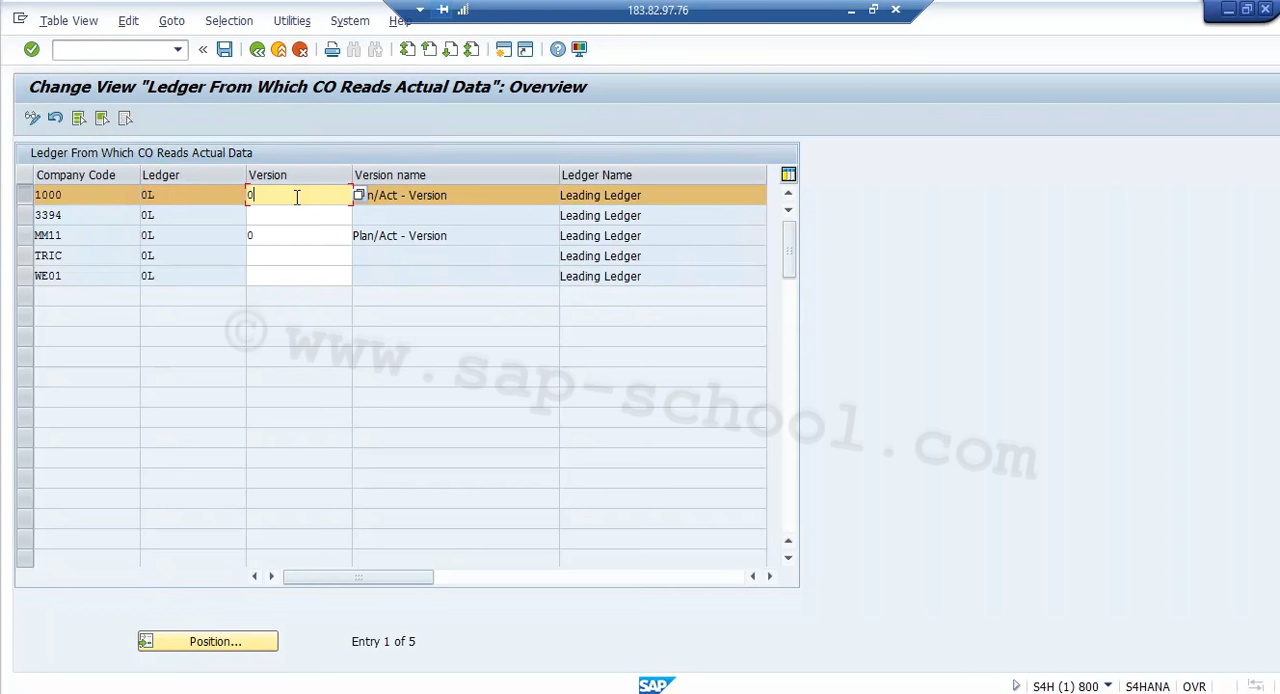 183.82.97.76
Table View Edit Goto Selection Utilities System Help
Change View "Ledger From Which CO Reads Actual Data": Overview
Ledger From Which CO Reads Actual Data
Company Code Ledger Version Version name Ledger Name
1000 0L 0 n/Act - Version Leading Ledger
3394 0L Leading Ledger
MM11 0L 0 Plan/Act - Version Leading Ledger
TRIC 0L Leading Ledger
WE01 0L Leading Ledger
© www.sap-school.com
Position... Entry 1 of 5
SAP S4H (1) 800 S4HANA OVR